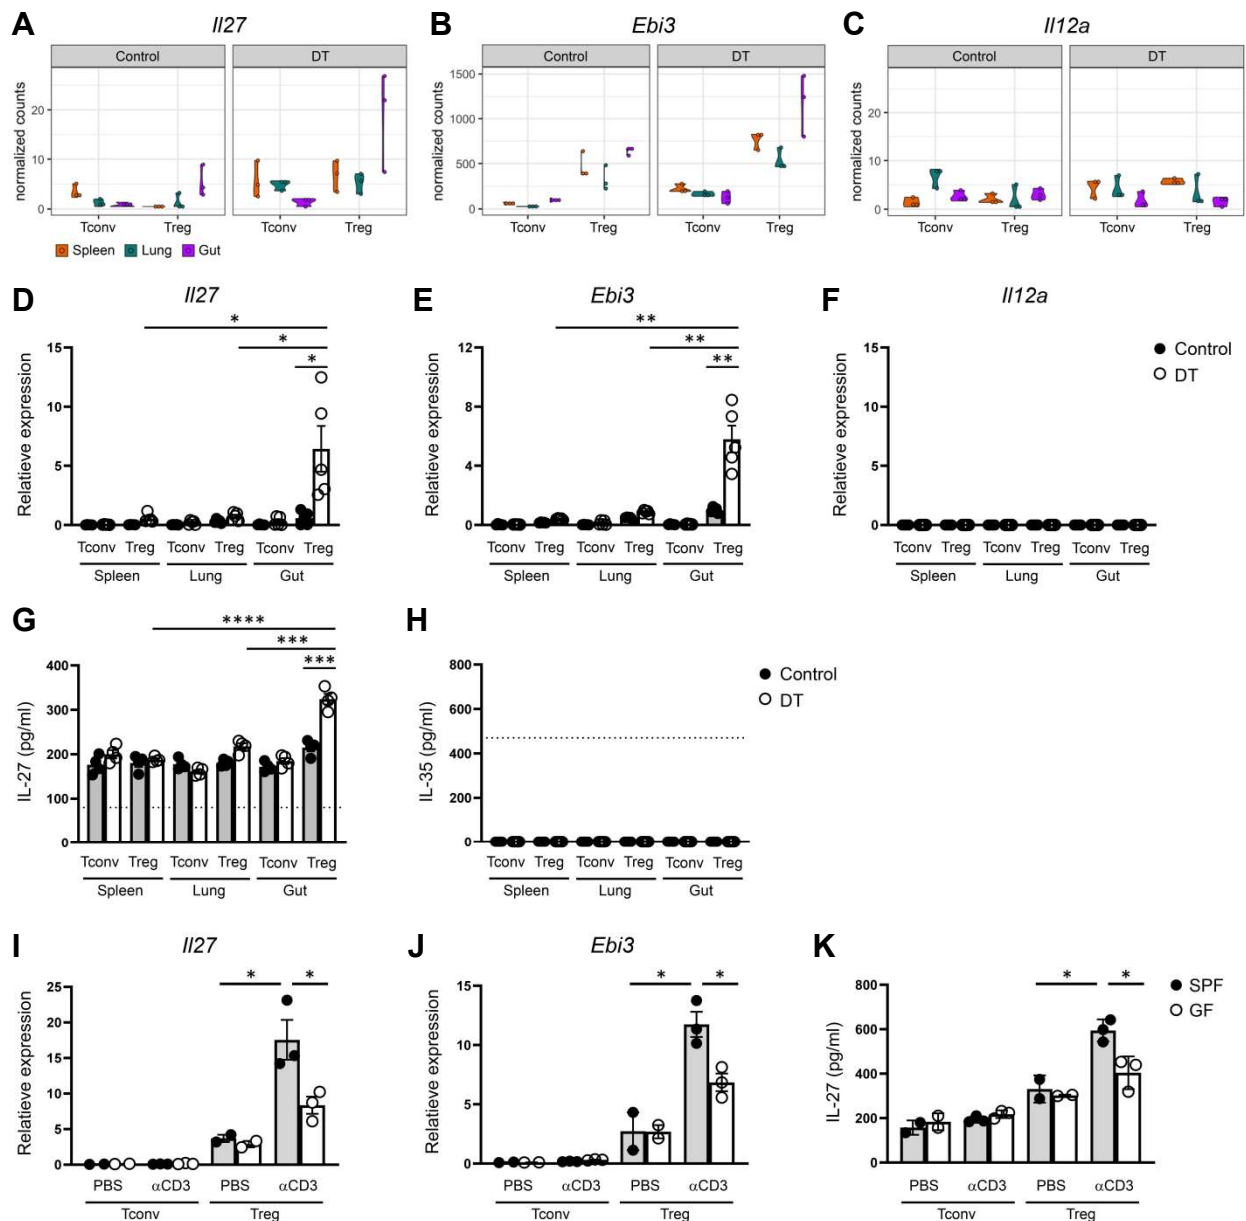 A Il27 B Ebi3 C Il12a
Control DT Control DT Control DT
normalized counts normalized counts normalized counts
20 1500 20
10 1000 10
0 500 0
0
Tconv Treg Tconv Treg Tconv Treg Tconv Treg Tconv Treg Tconv Treg
Spleen Lung Gut
D Il27 E Ebi3 F Il12a
* ** 
* **
* **
Relatieve expression Relatieve expression Relatieve expression
15 12 15
10 8 10
5 4 5
0 0 0
Control
DT
Tconv Treg Tconv Treg Tconv Treg Tconv Treg Tconv Treg Tconv Treg Tconv Treg Tconv Treg Tconv Treg
Spleen Lung Gut Spleen Lung Gut Spleen Lung Gut
G H
****
***
***
IL-27 (pg/ml) IL-35 (pg/ml)
400 800
300 600
200 400
100 200
0 0
Control
DT
Tconv Treg Tconv Treg Tconv Treg Tconv Treg Tconv Treg Tconv Treg
Spleen Lung Gut Spleen Lung Gut
I Il27 J Ebi3 K
* * * * * *
Relatieve expression Relatieve expression IL-27 (pg/ml)
25 15 800
20 10 600
15 5 400
10 0 200
5 0
0
SPF
GF
PBS αCD3 PBS αCD3 PBS αCD3 PBS αCD3 PBS αCD3 PBS αCD3
Tconv Treg Tconv Treg Tconv Treg